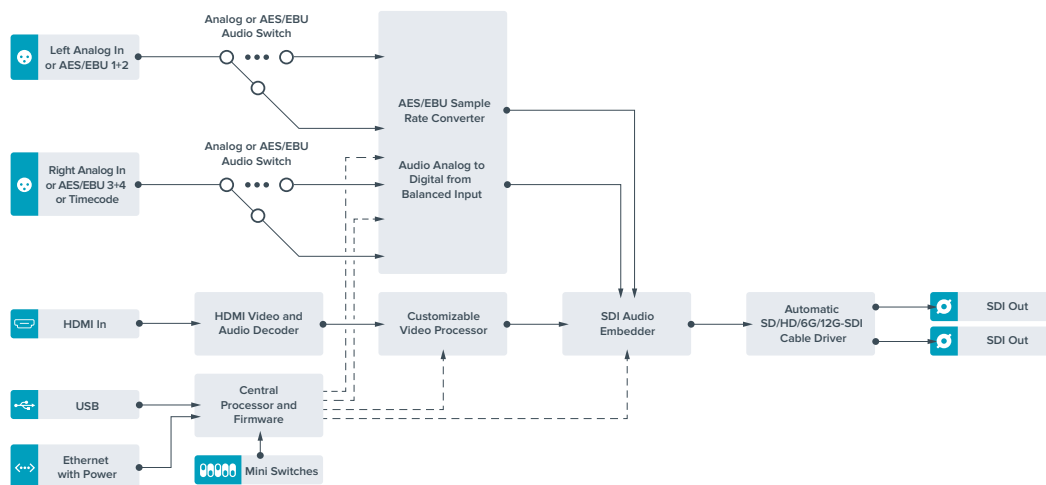 Analog or AES/EBU
Audio Switch
Left Analog In
or AES/EBU 1+2
AES/EBU Sample
Rate Converter
Analog or AES/EBU
Audio Switch
Right Analog In
or AES/EBU 3+4
or Timecode
Audio Analog to
Digital from
Balanced Input
HDMI In
HDMI Video and
Audio Decoder
Customizable
Video Processor
SDI Audio
Embedder
Automatic
SD/HD/6G/12G-SDI
Cable Driver
SDI Out
SDI Out
USB
Central
Processor and
Firmware
Ethernet
with Power
Mini Switches